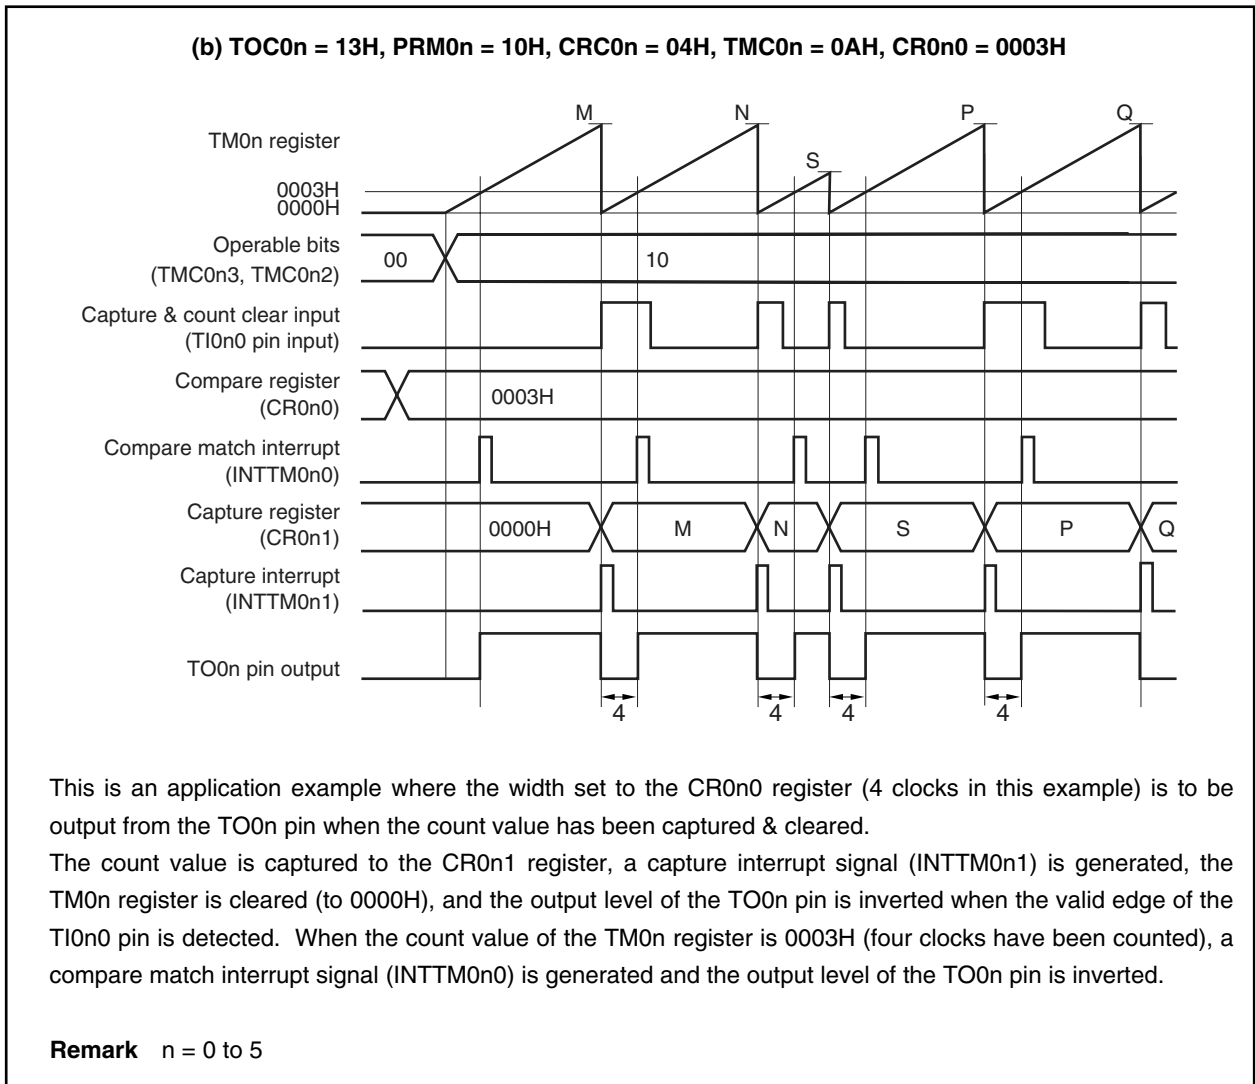 (b) TOC0n = 13H, PRM0n = 10H, CRC0n = 04H, TMC0n = 0AH, CR0n0 = 0003H
M
N
S
P
Q
TM0n register
0003H
0000H
Operable bits
(TMC0n3, TMC0n2)
00
10
Capture & count clear input
(TI0n0 pin input)
Compare register
(CR0n0)
0003H
Compare match interrupt
(INTTM0n0)
Capture register
(CR0n1)
0000H
M
N
S
P
Q
Capture interrupt
(INTTM0n1)
TO0n pin output
4
4
4
4
This is an application example where the width set to the CR0n0 register (4 clocks in this example) is to be
output from the TO0n pin when the count value has been captured & cleared.
The count value is captured to the CR0n1 register, a capture interrupt signal (INTTM0n1) is generated, the
TM0n register is cleared (to 0000H), and the output level of the TO0n pin is inverted when the valid edge of the
TI0n0 pin is detected. When the count value of the TM0n register is 0003H (four clocks have been counted), a
compare match interrupt signal (INTTM0n0) is generated and the output level of the TO0n pin is inverted.
Remark n = 0 to 5